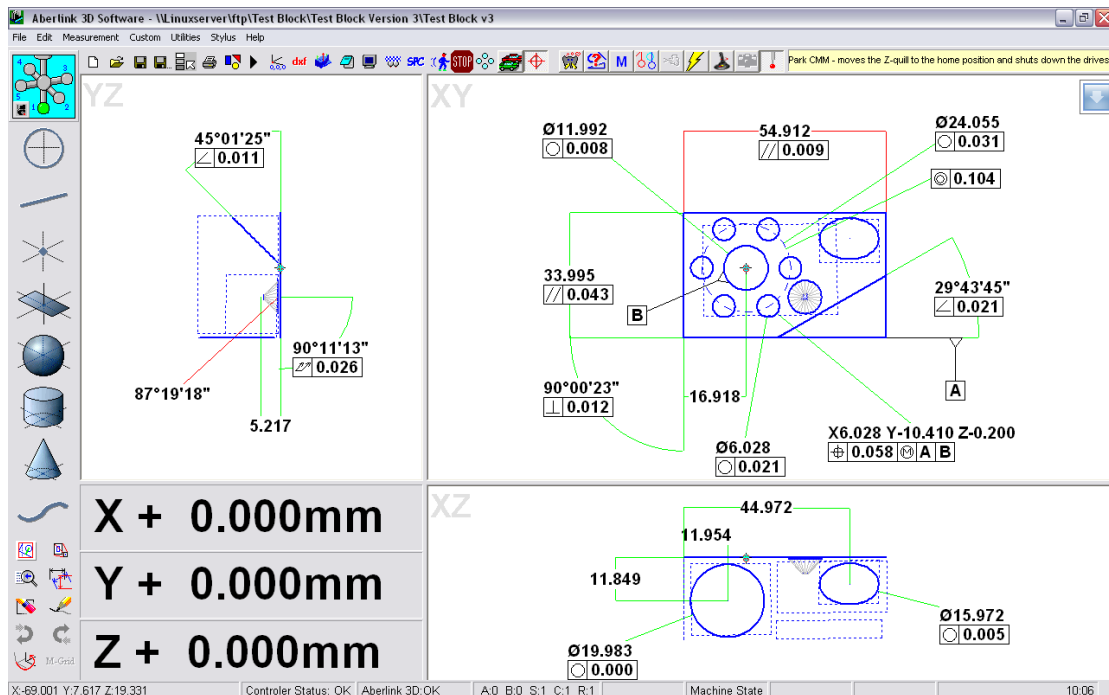 Aberlink 3D Software - \\Linuxserver\ftp\Test Block\Test Block Version 3\Test Block v3
File Edit Measurement Custom Utilities Stylus Help
dxf SPC STOP M
Park CMM - moves the Z-quill to the home position and shuts down the drives
4 3 5 1 2
YZ
45°01'25"
0.011
90°11'13"
0.026
87°19'18"
5.217
XY
Ø11.992
0.008
54.912
// 0.009
Ø24.055
0.031
0.104
33.995
// 0.043
B
29°43'45"
0.021
A
90°00'23"
0.012
16.918
Ø6.028
0.021
X6.028 Y-10.410 Z-0.200
0.058 M A B
X + 0.000mm
Y + 0.000mm
Z + 0.000mm
XZ
44.972
11.954
11.849
Ø19.983
0.000
Ø15.972
0.005
M-Grid
X:-69.001 Y:7.617 Z:19.331 Controler Status: OK Aberlink 3D:OK A:0 B:0 S:1 C:1 R:1 Machine State 10:06